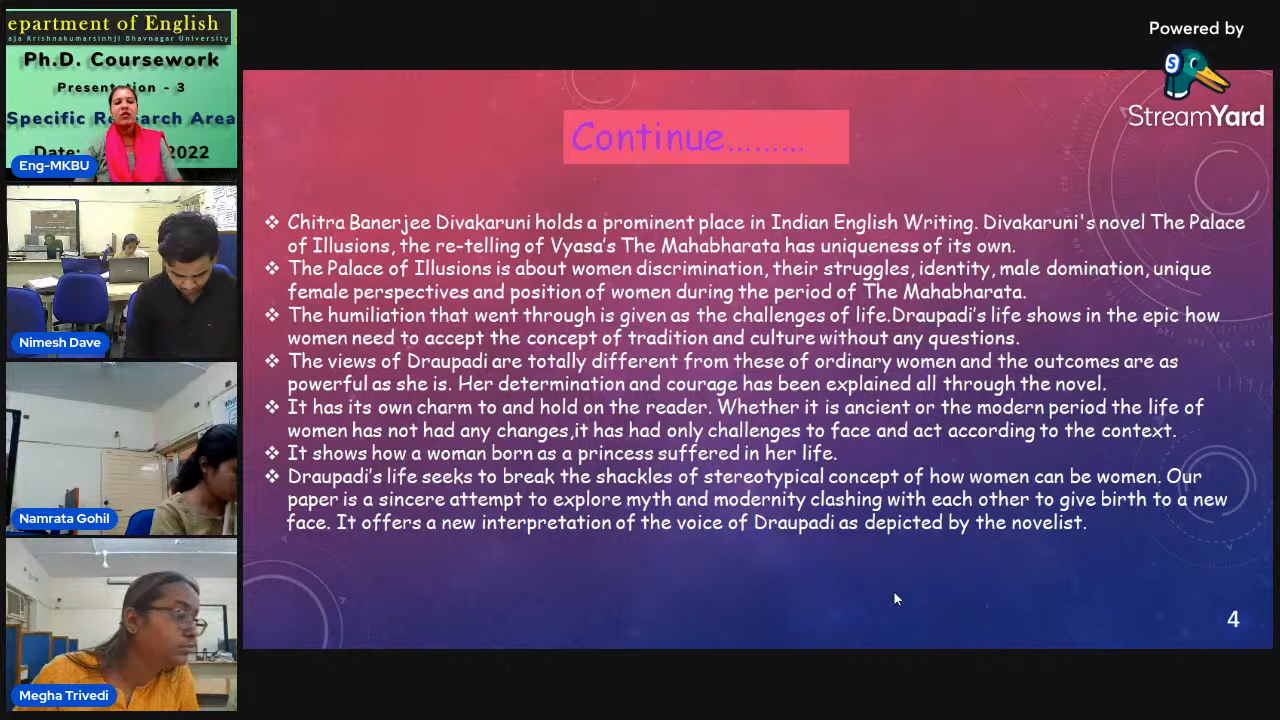 epartment of English
aja Krishnakumarsinhji Bhavnagar University
Ph.D. Coursework
Presentation - 3
Specific Research Area
Date: 2022
Eng-MKBU
Nimesh Dave
Namrata Gohil
Megha Trivedi
Powered by
S
StreamYard
Continue.........
❖ Chitra Banerjee Divakaruni holds a prominent place in Indian English Writing. Divakaruni's novel The Palace
of Illusions, the re-telling of Vyasa’s The Mahabharata has uniqueness of its own.
❖ The Palace of Illusions is about women discrimination, their struggles, identity, male domination, unique
female perspectives and position of women during the period of The Mahabharata.
❖ The humiliation that went through is given as the challenges of life.Draupadi’s life shows in the epic how
women need to accept the concept of tradition and culture without any questions.
❖ The views of Draupadi are totally different from these of ordinary women and the outcomes are as
powerful as she is. Her determination and courage has been explained all through the novel.
❖ It has its own charm to and hold on the reader. Whether it is ancient or the modern period the life of
women has not had any changes,it has had only challenges to face and act according to the context.
❖ It shows how a woman born as a princess suffered in her life.
❖ Draupadi’s life seeks to break the shackles of stereotypical concept of how women can be women. Our
paper is a sincere attempt to explore myth and modernity clashing with each other to give birth to a new
face. It offers a new interpretation of the voice of Draupadi as depicted by the novelist.
4